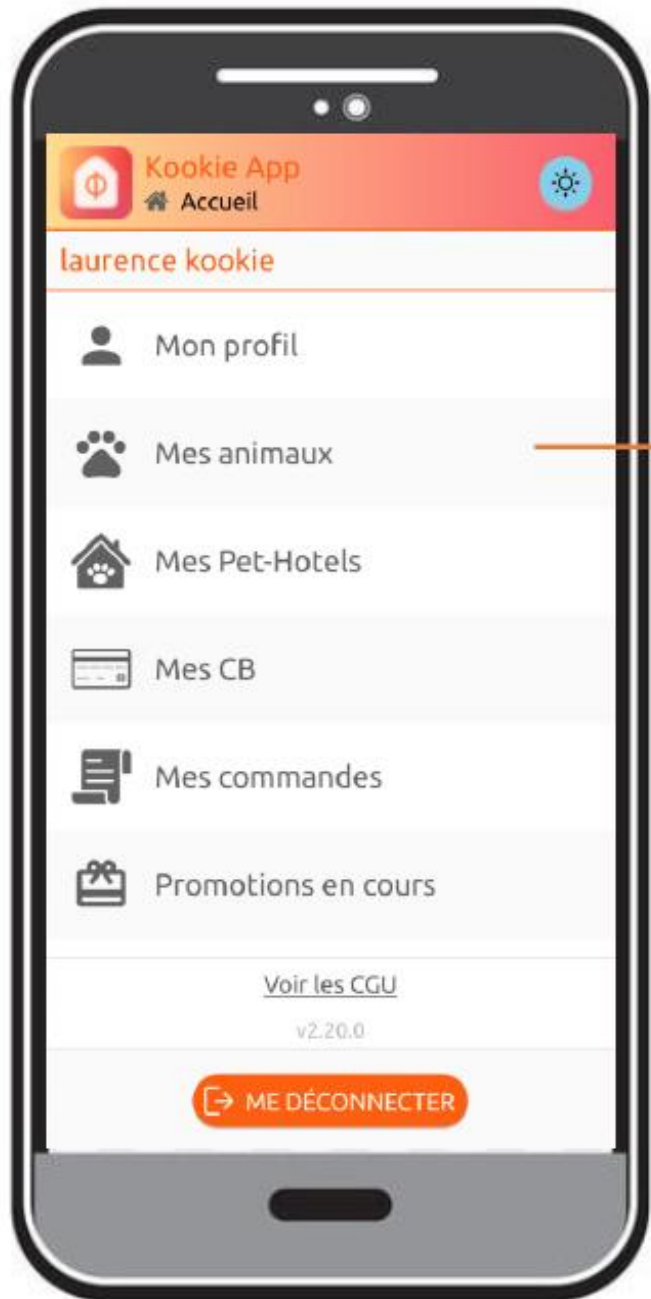 Kookie App
Accueil
laurence kookie
Mon profil
Mes animaux
Mes Pet-Hotels
Mes CB
Mes commandes
Promotions en cours
Voir les CGU
v2.20.0
ME DÉCONNECTER